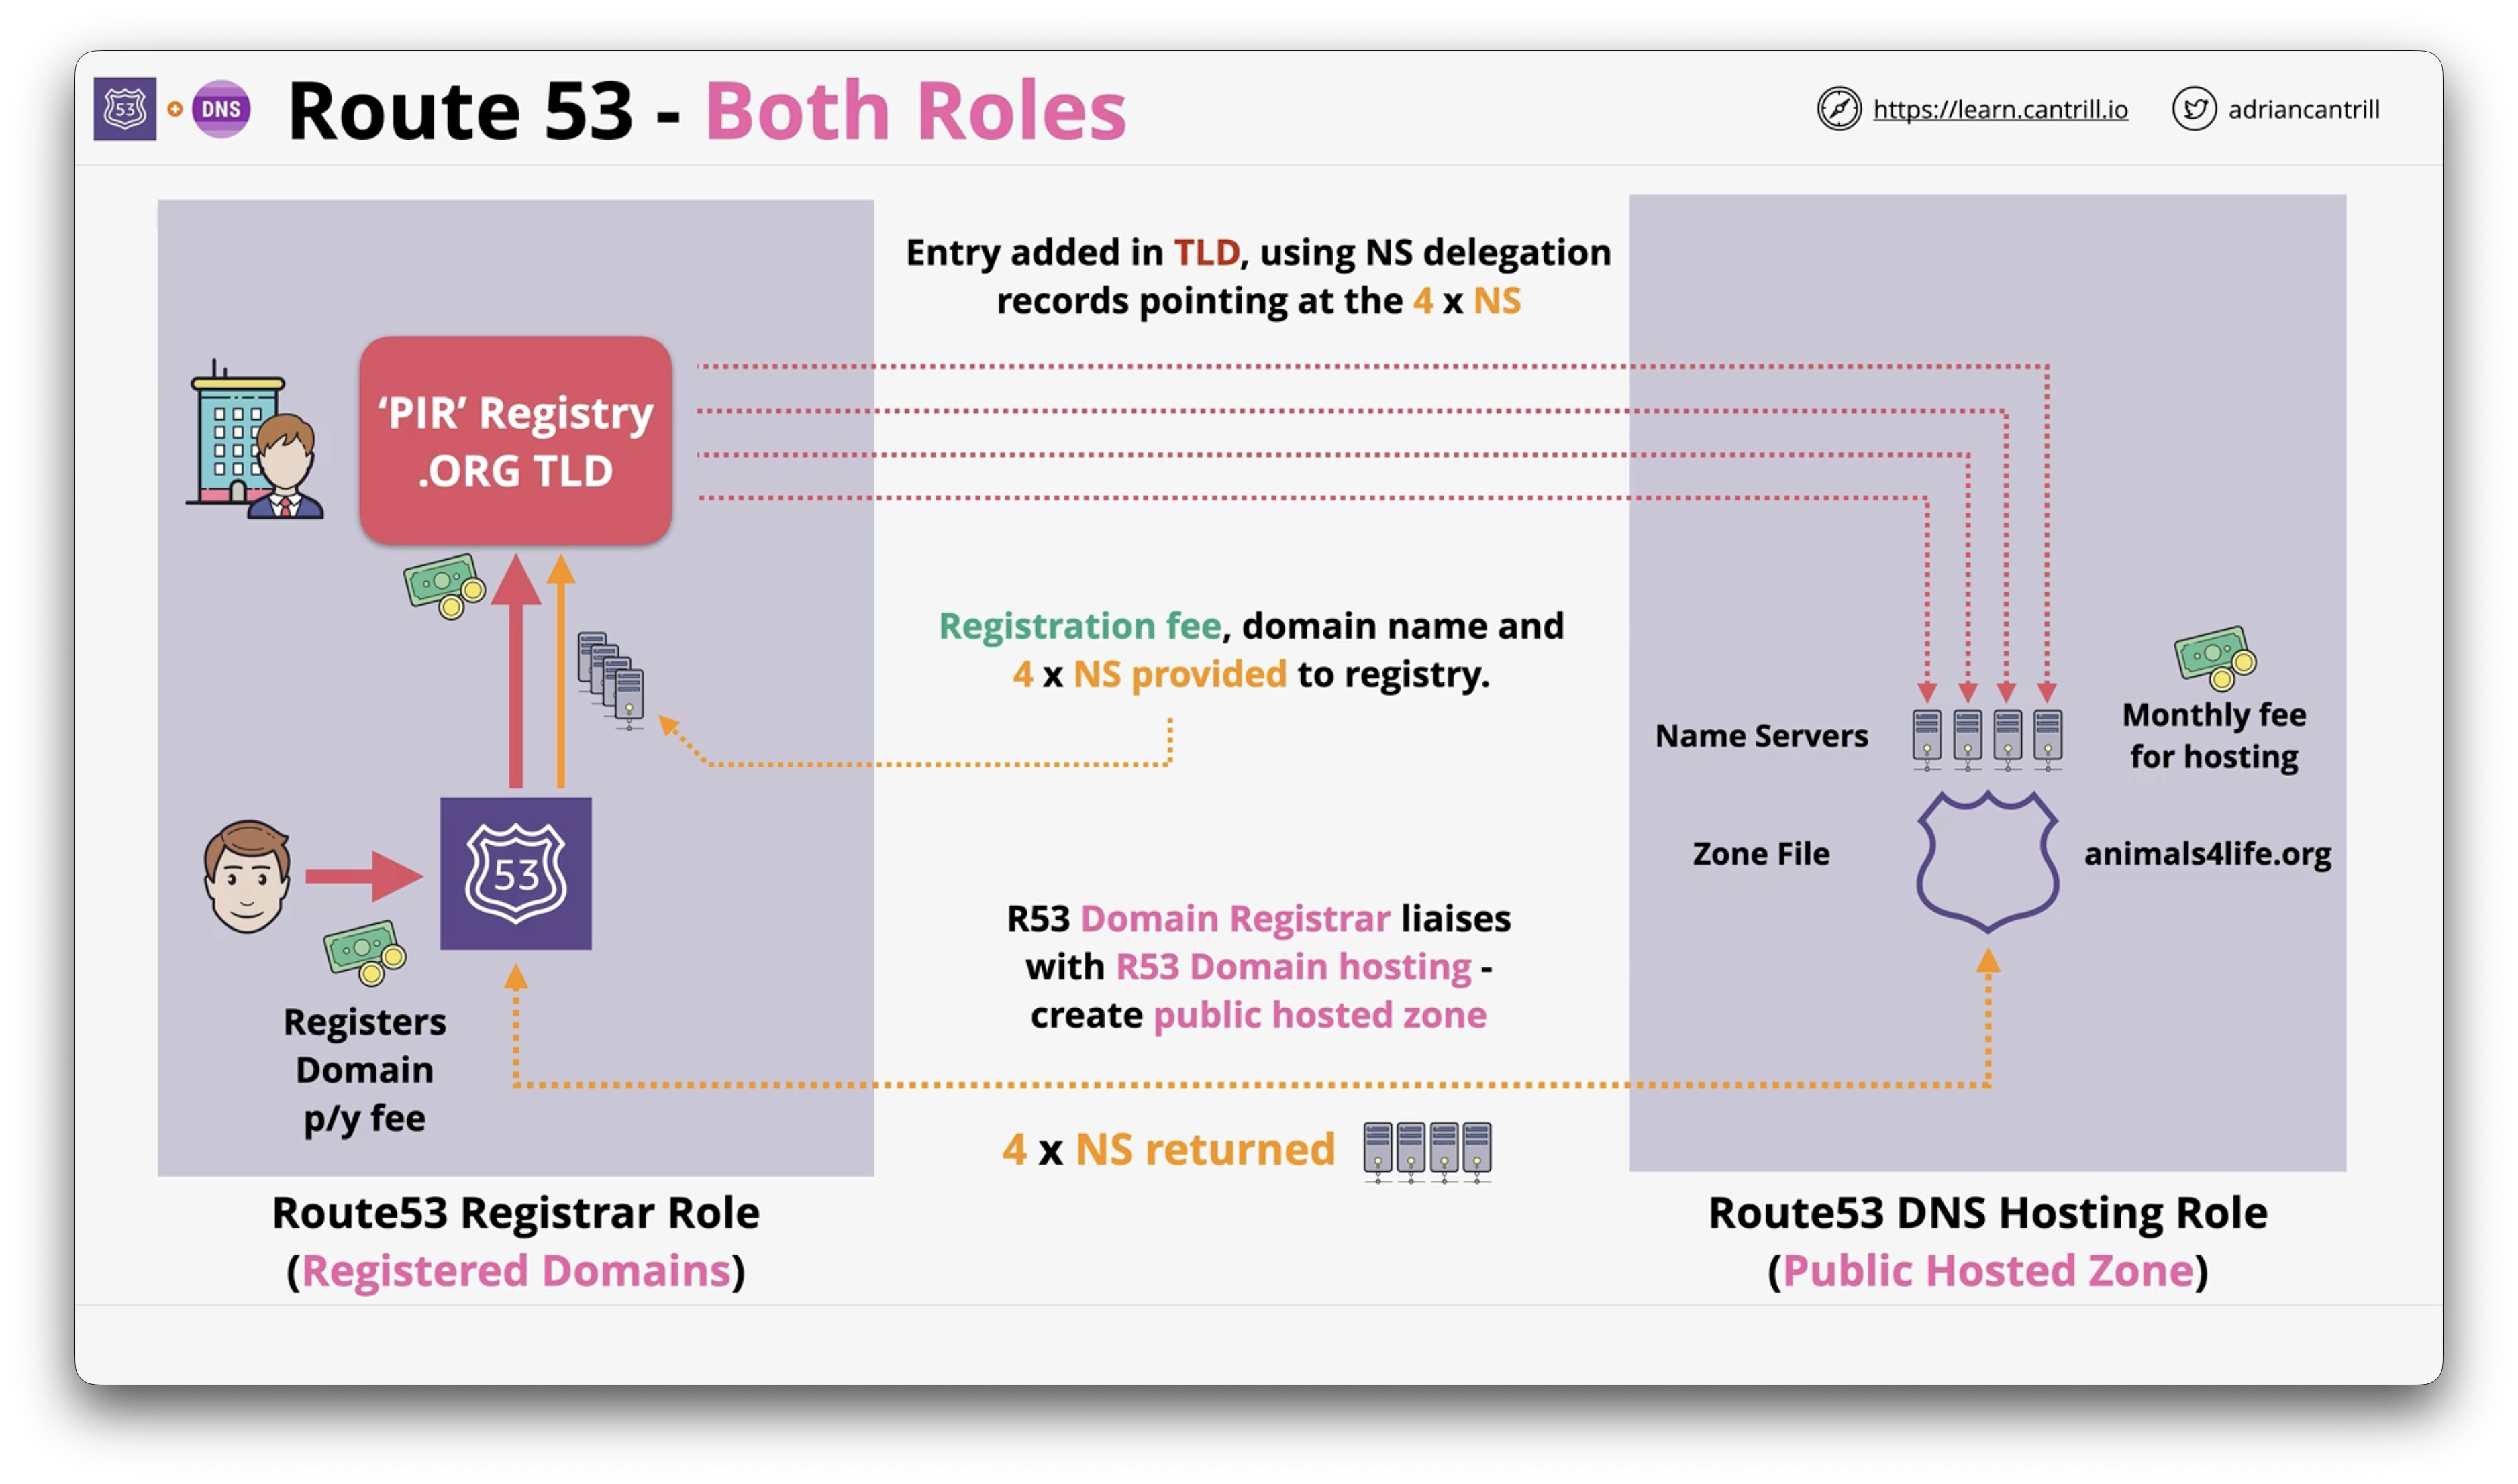 53
DNS
Route 53 - Both Roles
https://learn.cantrill.io
adriancantrill
Entry added in TLD, using NS delegation
records pointing at the 4 x NS
‘PIR’ Registry
.ORG TLD
Registration fee, domain name and
4 x NS provided to registry.
Name Servers
Monthly fee
for hosting
Zone File
animals4life.org
53
R53 Domain Registrar liaises
with R53 Domain hosting -
create public hosted zone
Registers
Domain
p/y fee
4 x NS returned
Route53 Registrar Role
(Registered Domains)
Route53 DNS Hosting Role
(Public Hosted Zone)